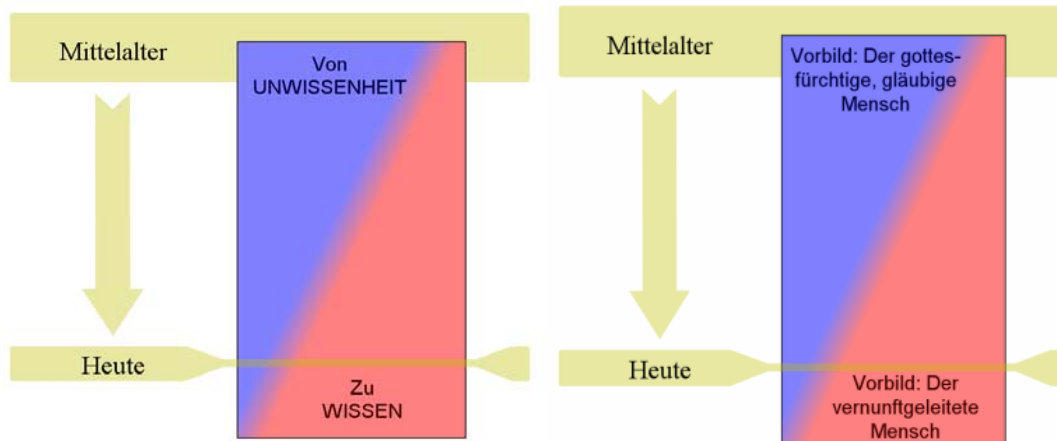 Mittelalter
Von
UNWISSENHEIT
Heute
Zu
WISSEN
Mittelalter
Vorbild: Der gottes-
fürchtige, gläubige
Mensch
Heute
Vorbild: Der
vernunftgeleitete
Mensch